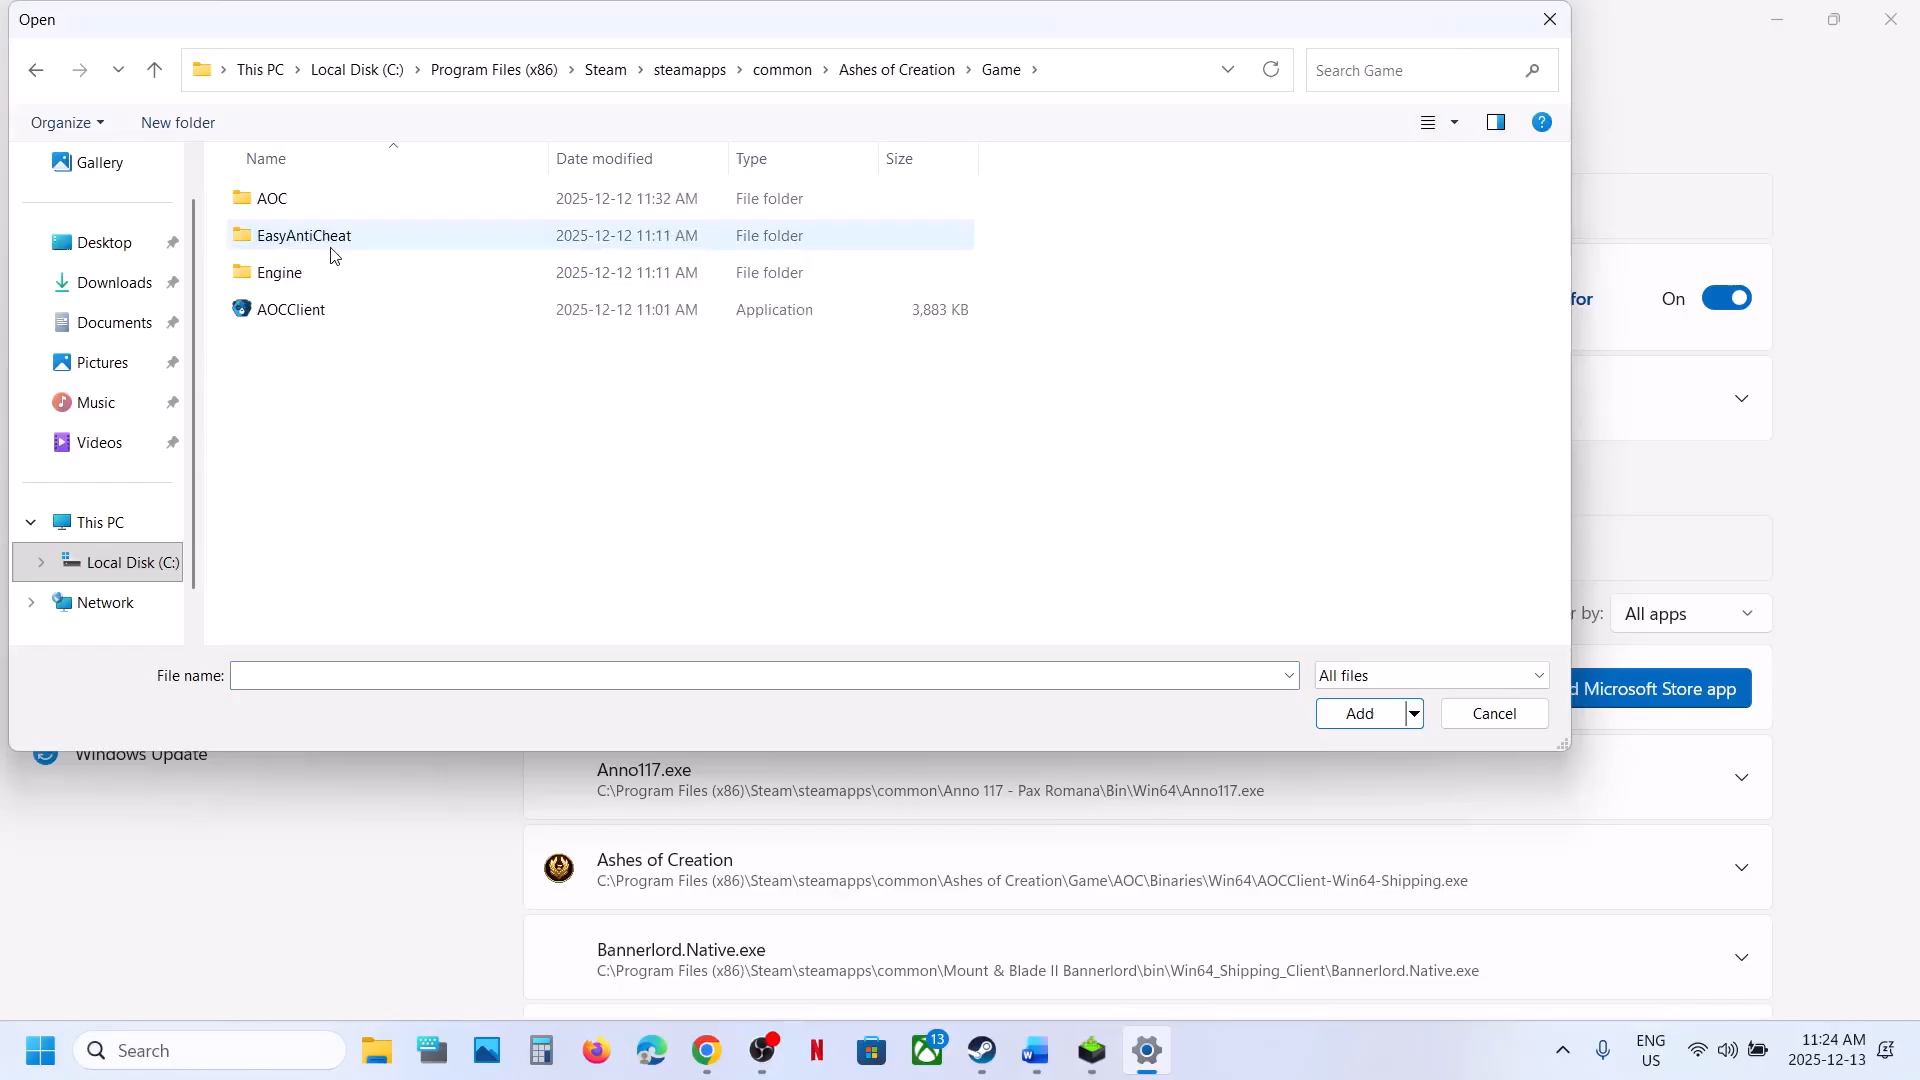 Open
This PC > Local Disk (C:) > Program Files (x86) > Steam > steamapps > common > Ashes of Creation > Game >
Search Game
Organize
New folder
Name
Date modified
Type
Size
AOC
2025-12-12 11:32 AM
File folder
EasyAntiCheat
2025-12-12 11:11 AM
File folder
Engine
2025-12-12 11:11 AM
File folder
AOCClient
2025-12-12 11:01 AM
Application
3,883 KB
Gallery
Desktop
Downloads
Documents
Pictures
Music
Videos
This PC
Local Disk (C:)
Network
File name:
All files
Add
Cancel
for
On
r by:
All apps
d Microsoft Store app
Windows Update
Anno117.exe
C:\Program Files (x86)\Steam\steamapps\common\Anno 117 - Pax Romana\Bin\Win64\Anno117.exe
Ashes of Creation
C:\Program Files (x86)\Steam\steamapps\common\Ashes of Creation\Game\AOC\Binaries\Win64\AOCClient-Win64-Shipping.exe
Bannerlord.Native.exe
C:\Program Files (x86)\Steam\steamapps\common\Mount & Blade II Bannerlord\bin\Win64_Shipping_Client\Bannerlord.Native.exe
Search
13
ENG
US
11:24 AM
2025-12-13